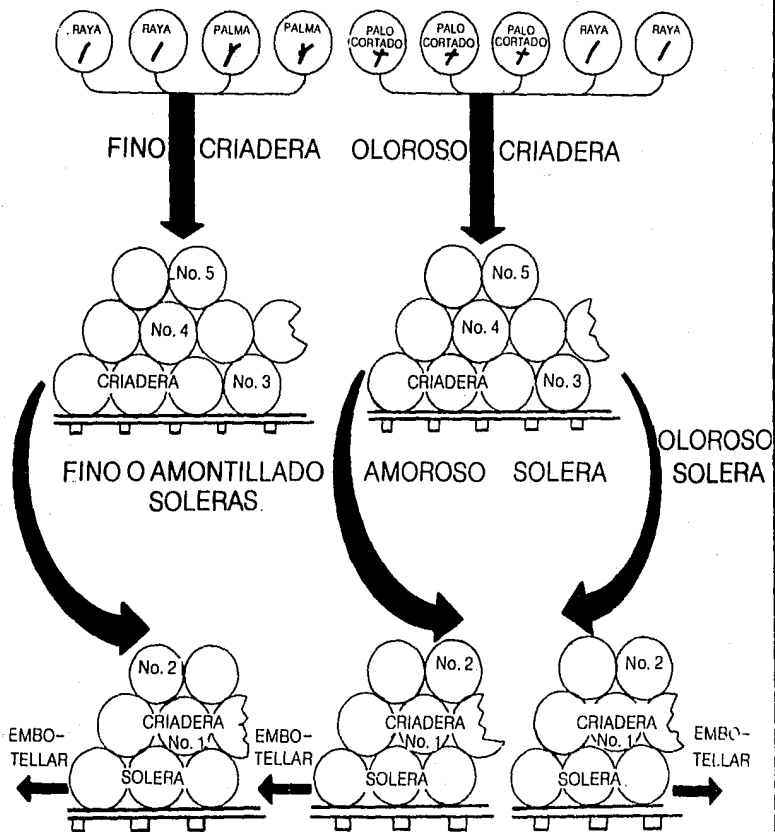 RAYA
RAYA
PALMA
PALMA
PALO
CORTADO
PALO
CORTADO
PALO
CORTADO
RAYA
RAYA
FINO CRIADERA
OLOROSO CRIADERA
No. 5
No. 4
CRIADERA No. 3
No. 5
No. 4
CRIADERA No. 3
FINO O AMONTILLADO
SOLERAS.
AMOROSO SOLERA
OLOROSO
SOLERA
No. 2
CRIADERA
No. 1
SOLERA
EMBO-
TELLAR
No. 2
CRIADERA
No. 1
SOLERA
EMBO-
TELLAR
No. 2
CRIADERA
No. 1
SOLERA
EMBO-
TELLAR